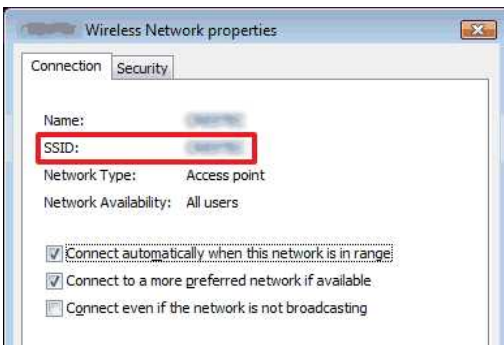 Wireless Network properties
Connection Security
Name:
SSID:
Network Type: Access point
Network Availability: All users
Connect automatically when this network is in range
Connect to a more preferred network if available
Connect even if the network is not broadcasting